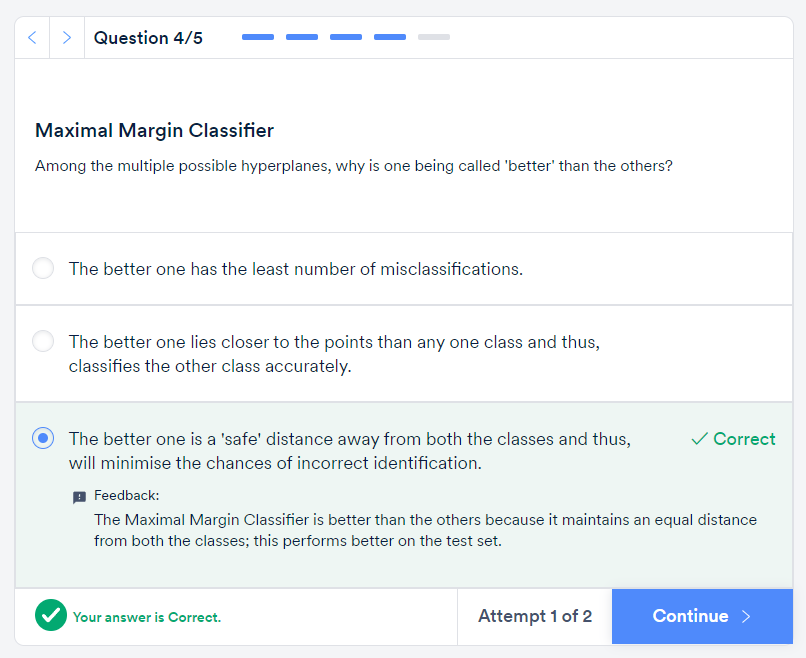 Question 4/5
Maximal Margin Classifier
Among the multiple possible hyperplanes, why is one being called 'better' than the others?
The better one has the least number of misclassifications.
The better one lies closer to the points than any one class and thus,
classifies the other class accurately.
The better one is a 'safe' distance away from both the classes and thus,
will minimise the chances of incorrect identification.
Correct
Feedback:
The Maximal Margin Classifier is better than the others because it maintains an equal distance
from both the classes; this performs better on the test set.
Your answer is Correct.
Attempt 1 of 2
Continue